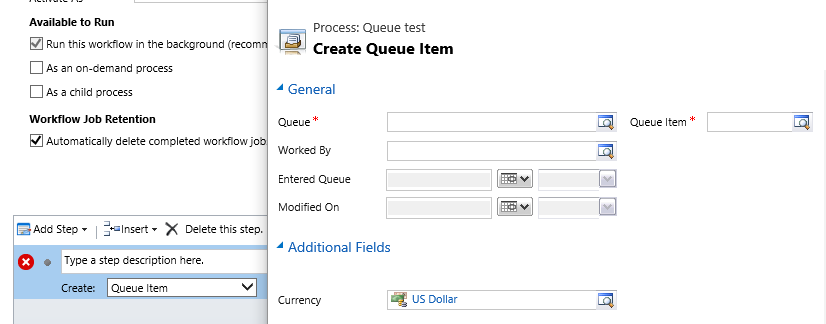 Available to Run
Run this workflow in the background (recomm
As an on-demand process
As a child process
Workflow Job Retention
Automatically delete completed workflow job
Add Step Insert Delete this step.
Type a step description here.
Create: Queue Item
Process: Queue test
Create Queue Item
General
Queue * Queue Item *
Worked By
Entered Queue
Modified On
Additional Fields
Currency US Dollar